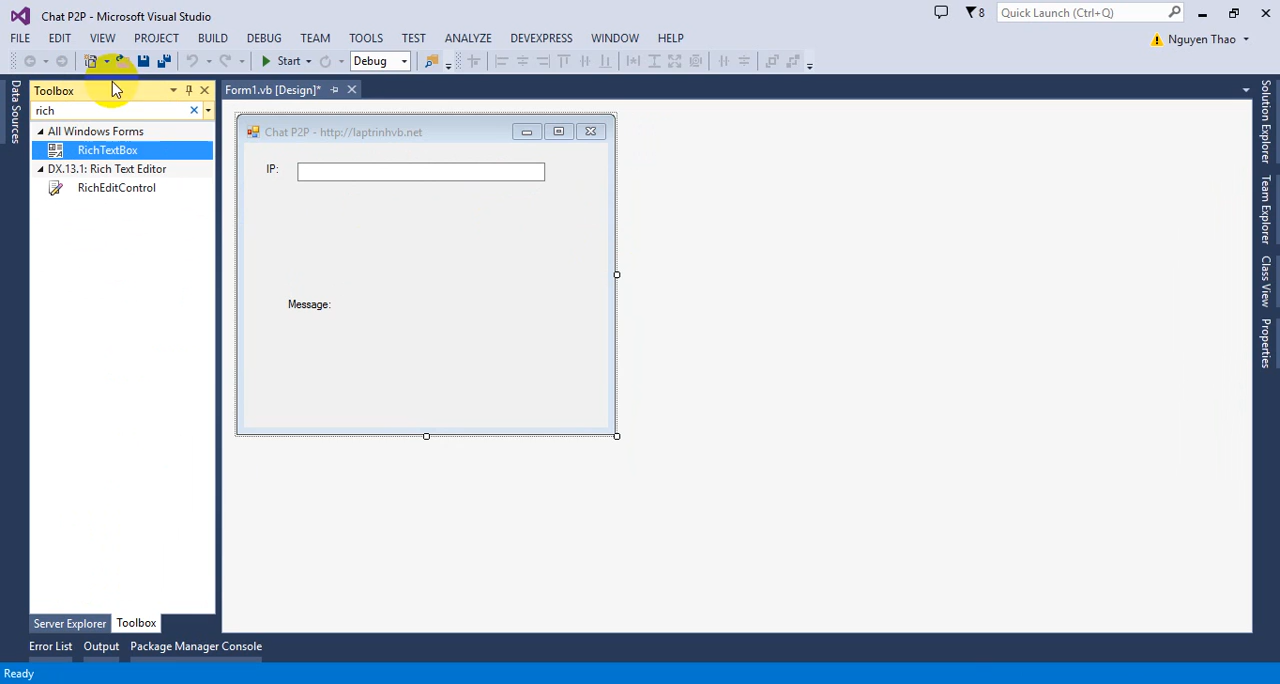 Chat P2P - Microsoft Visual Studio
8
Quick Launch (Ctrl+Q)
FILE EDIT VIEW PROJECT BUILD DEBUG TEAM TOOLS TEST ANALYZE DEVEXPRESS WINDOW HELP
Nguyen Thao
Start
Debug
Data Sources
Toolbox
rich
All Windows Forms
RichTextBox
DX.13.1: Rich Text Editor
RichEditControl
Server Explorer
Toolbox
Form1.vb [Design]*
Chat P2P - http://laptrinhvb.net
IP:
Message:
Solution Explorer
Team Explorer
Class View
Properties
Error List Output Package Manager Console
Ready